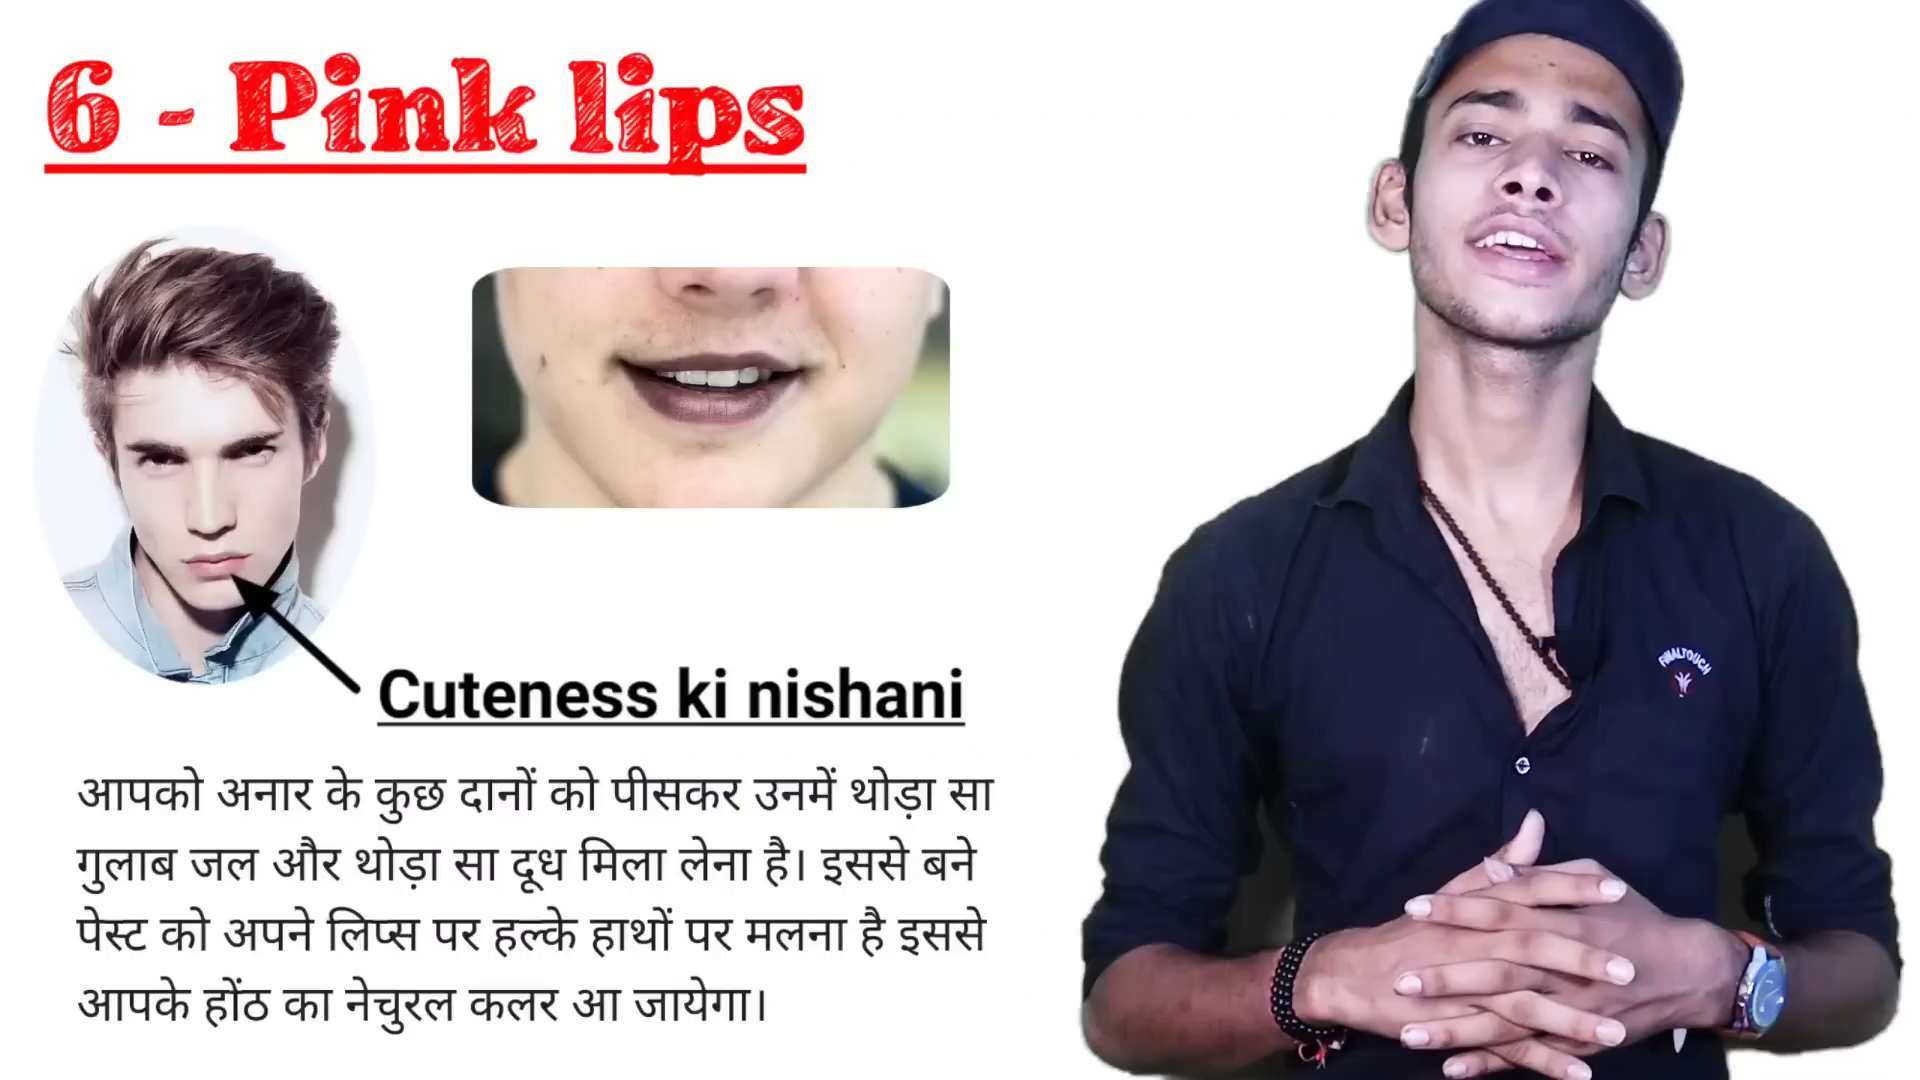 6 - Pink lips
Cuteness ki nishani
आपको अनार के कुछ दानों को पीसकर उनमें थोड़ा सा
गुलाब जल और थोड़ा सा दूध मिला लेना है। इससे बने
पेस्ट को अपने लिप्स पर हल्के हाथों पर मलना है इससे
आपके होंठ का नेचुरल कलर आ जायेगा।
FINALTOUCH